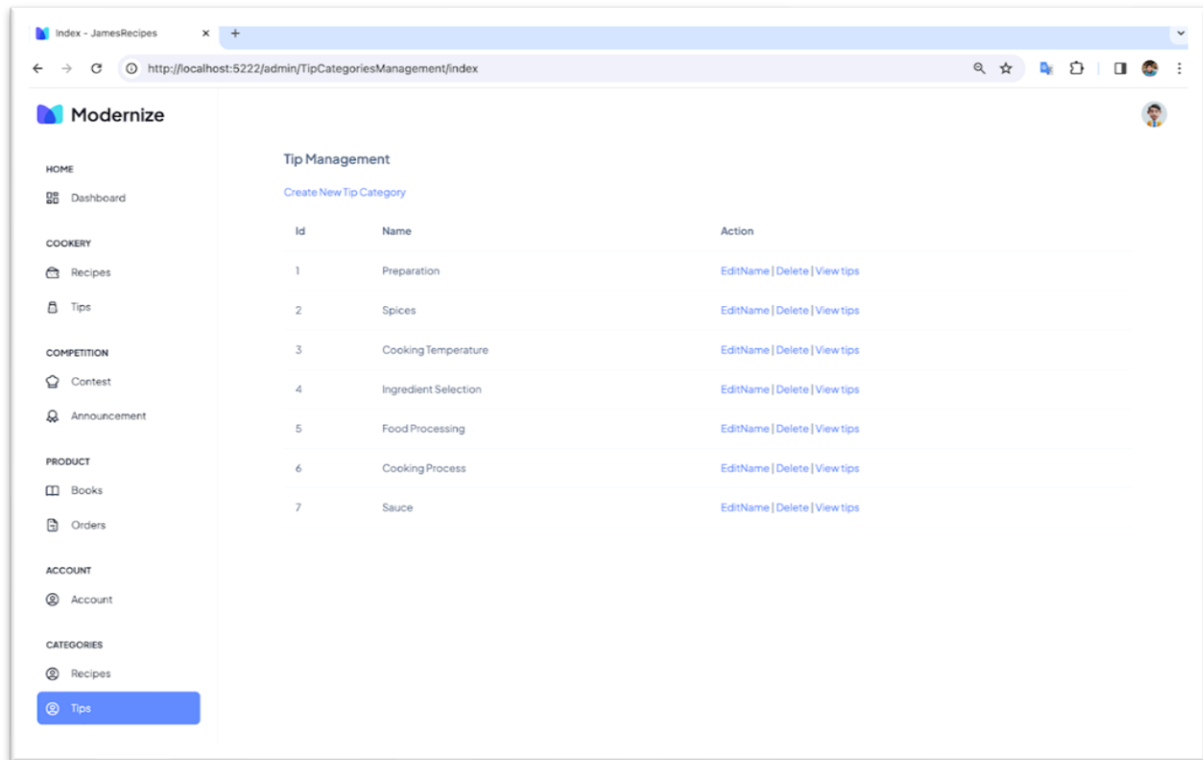 Index - JamesRecipes
http://localhost:5222/admin/TipCategoriesManagement/index
Modernize
HOME
Dashboard
COOKERY
Recipes
Tips
COMPETITION
Contest
Announcement
PRODUCT
Books
Orders
ACCOUNT
Account
CATEGORIES
Recipes
Tips
Tip Management
Create New Tip Category
Id Name Action
1 Preparation EditName | Delete | View tips
2 Spices EditName | Delete | View tips
3 Cooking Temperature EditName | Delete | View tips
4 Ingredient Selection EditName | Delete | View tips
5 Food Processing EditName | Delete | View tips
6 Cooking Process EditName | Delete | View tips
7 Sauce EditName | Delete | View tips